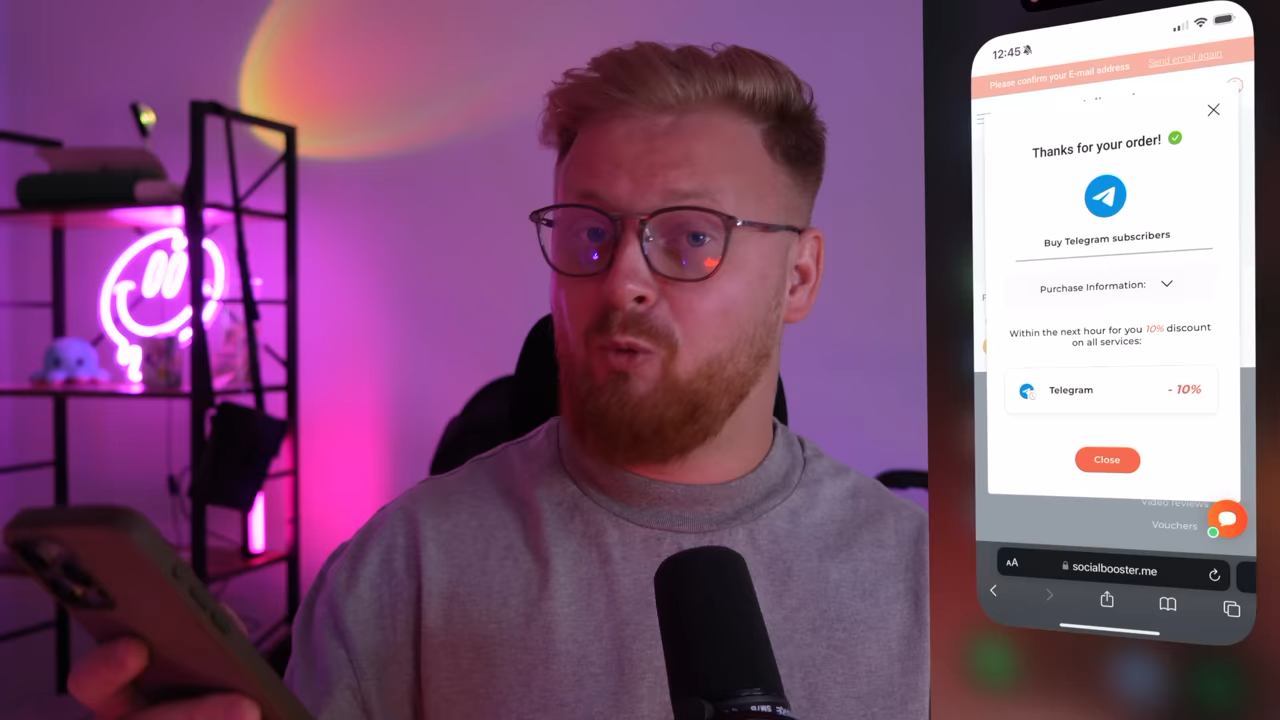 12:45
Please confirm your E-mail address
Send email again
Thanks for your order!
Buy Telegram subscribers
Purchase Information:
Within the next hour for you 10% discount
on all services:
Telegram
- 10%
Close
Video reviews
Vouchers
AA
socialbooster.me